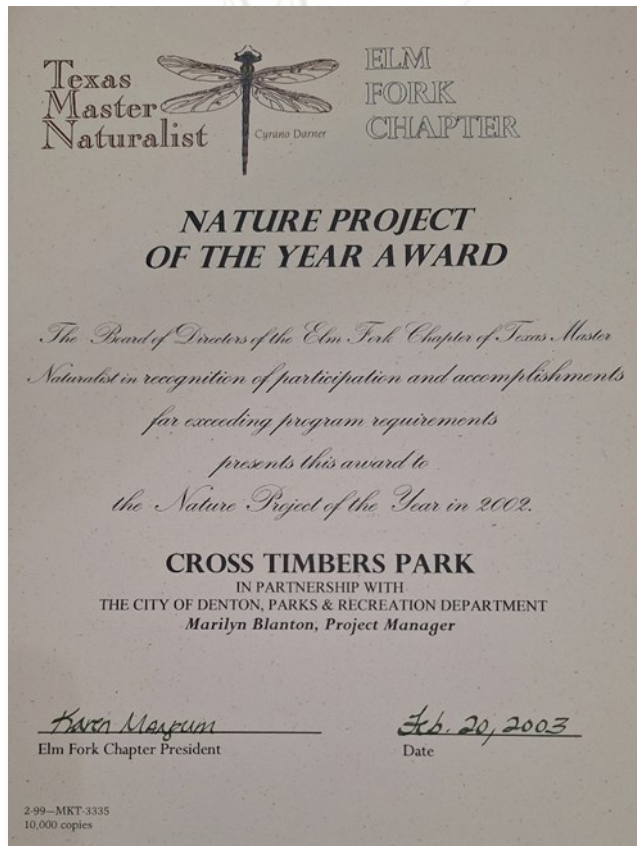 Texas
Master
Naturalist
Cyrano Darner
ELM
FORK
CHAPTER
NATURE PROJECT
OF THE YEAR AWARD
The Board of Directors of the Elm Fork Chapter of Texas Master
Naturalist in recognition of participation and accomplishments
far exceeding program requirements
presents this award to
the Nature Project of the Year in 2002.
CROSS TIMBERS PARK
IN PARTNERSHIP WITH
THE CITY OF DENTON, PARKS & RECREATION DEPARTMENT
Marilyn Blanton, Project Manager
Karen Feb. 20, 2003
Elm Fork Chapter President Date
2-99—MKT-3335
10,000 copies